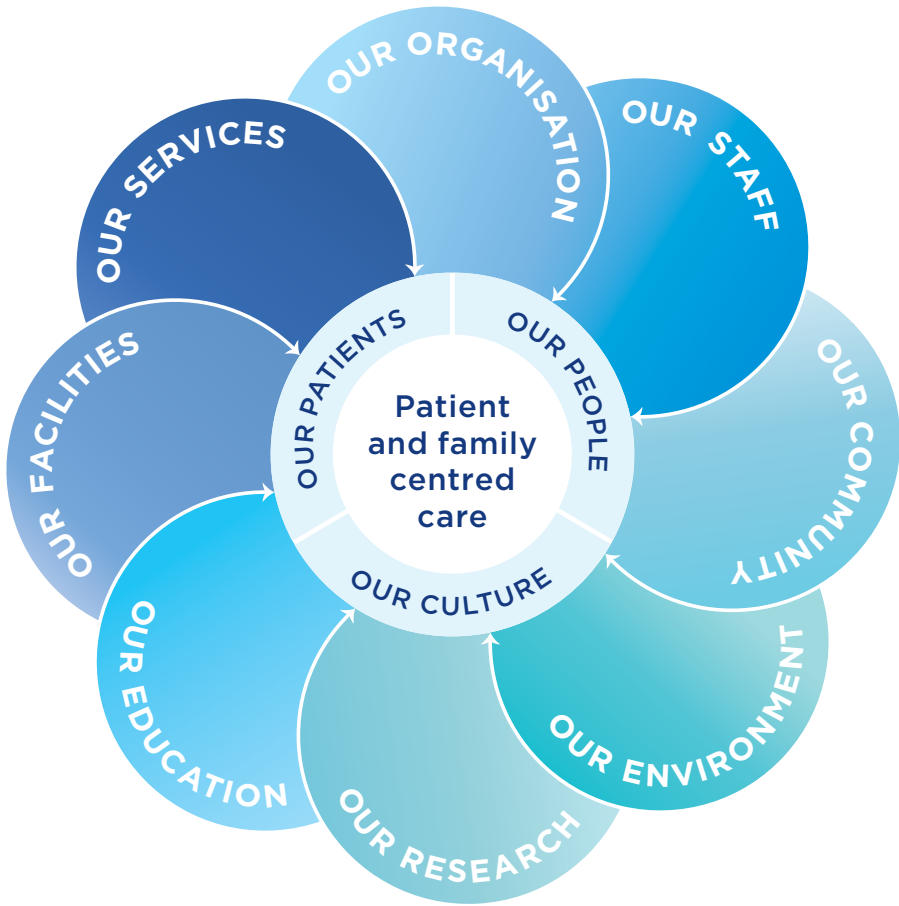 OUR ORGANISATION
OUR STAFF
OUR COMMUNITY
OUR ENVIRONMENT
OUR RESEARCH
OUR EDUCATION
OUR FACILITIES
OUR SERVICES
OUR PATIENTS
OUR PEOPLE
OUR CULTURE
Patient
and family
centred
care